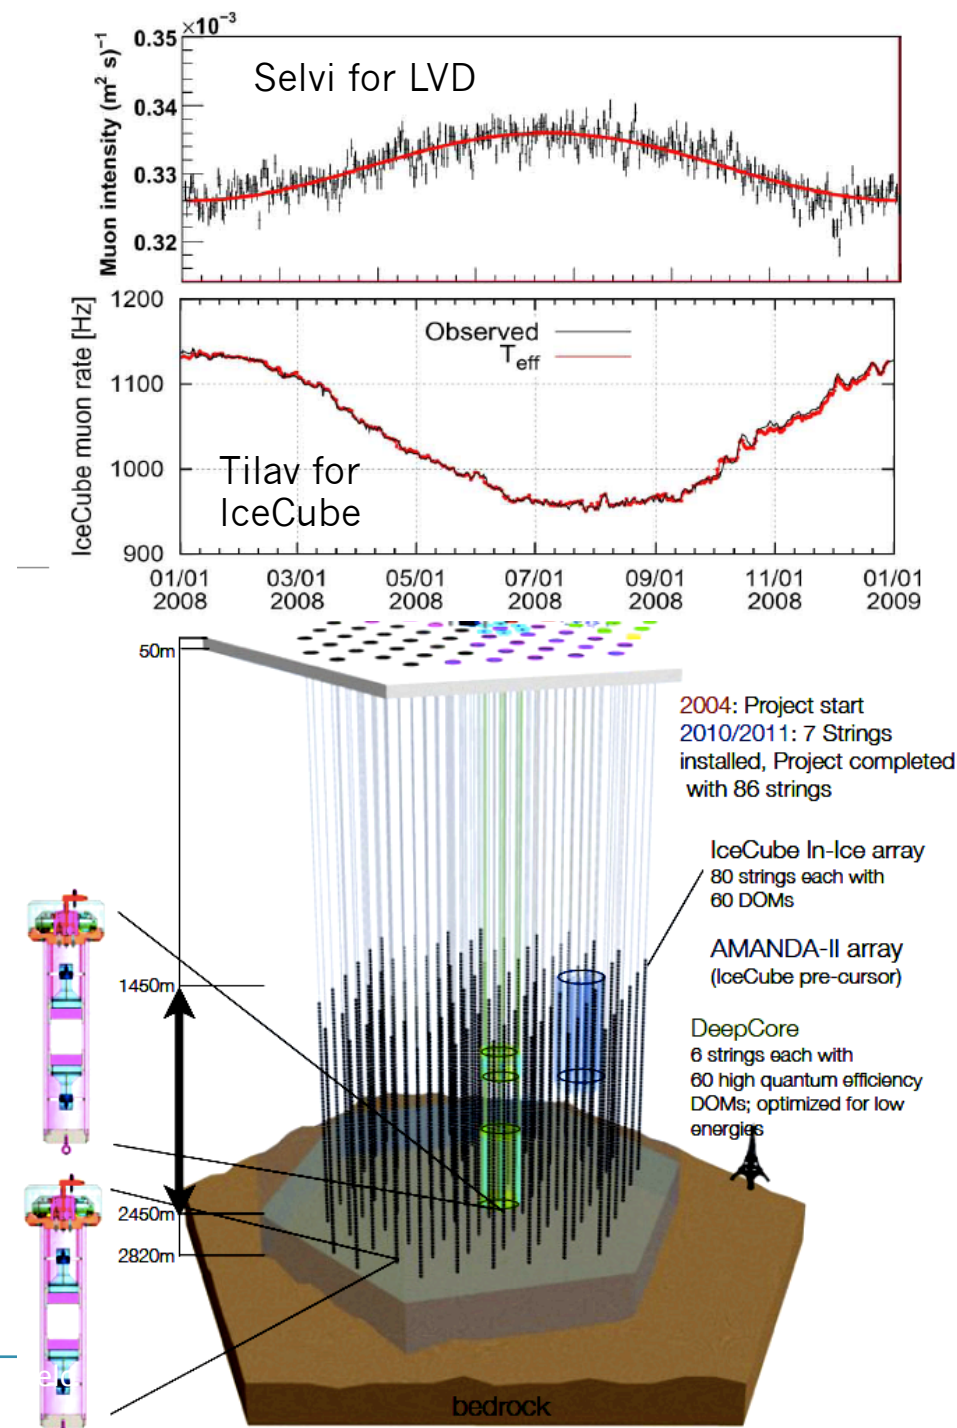 ×10⁻³
Muon intensity (m² s)⁻¹
0.35
0.34
0.33
0.32
Selvi for LVD
IceCube muon rate [Hz]
1200
1100
1000
900
Observed
T_eff
Tilav for
IceCube
01/01 03/01 05/01 07/01 09/01 11/01 01/01
2008 2008 2008 2008 2008 2008 2009
50m
1450m
2450m
2820m
2004: Project start
2010/2011: 7 Strings
installed, Project completed
with 86 strings
IceCube In-Ice array
80 strings each with
60 DOMs
AMANDA-II array
(IceCube pre-cursor)
DeepCore
6 strings each with
60 high quantum efficiency
DOMs; optimized for low
energies
bedrock